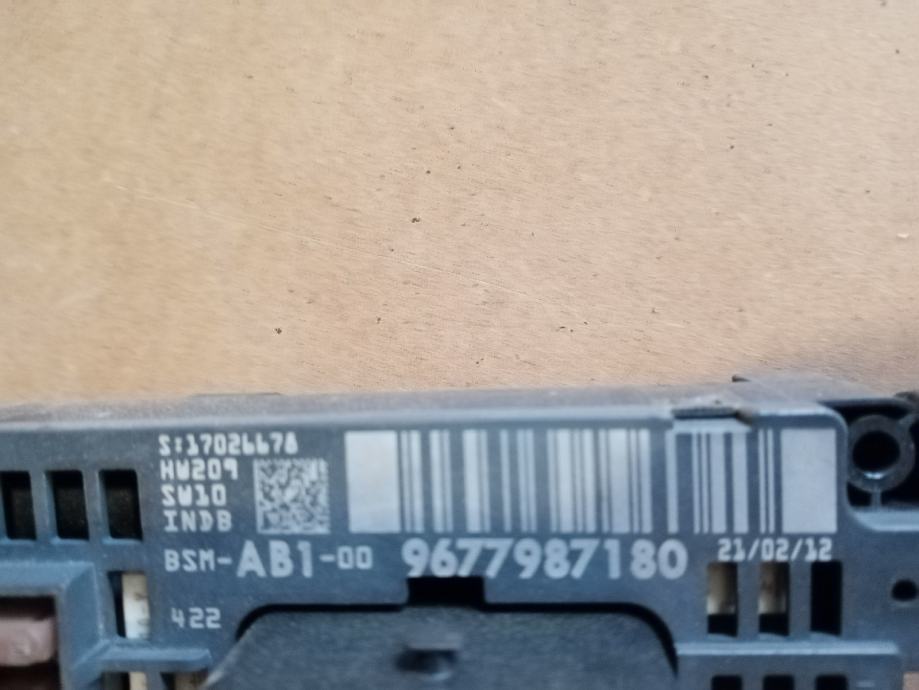 S:17026678
HW209
SW10
INDB
BSM-AB1-00 9677987180 21/02/12
422